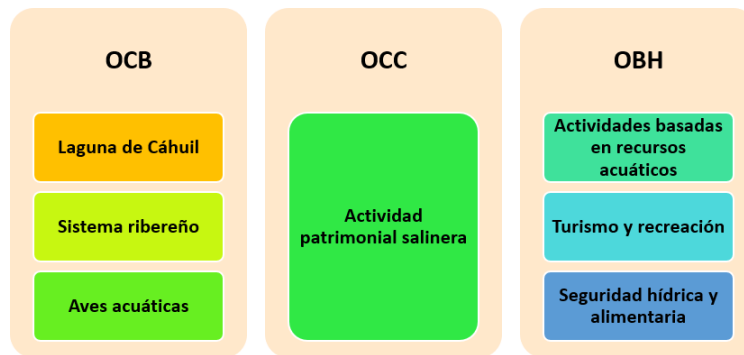 OCB
Laguna de Cáhuil
Sistema ribereño
Aves acuáticas
OCC
Actividad
patrimonial salinera
OBH
Actividades basadas
en recursos
acuáticos
Turismo y recreación
Seguridad hídrica y
alimentaria